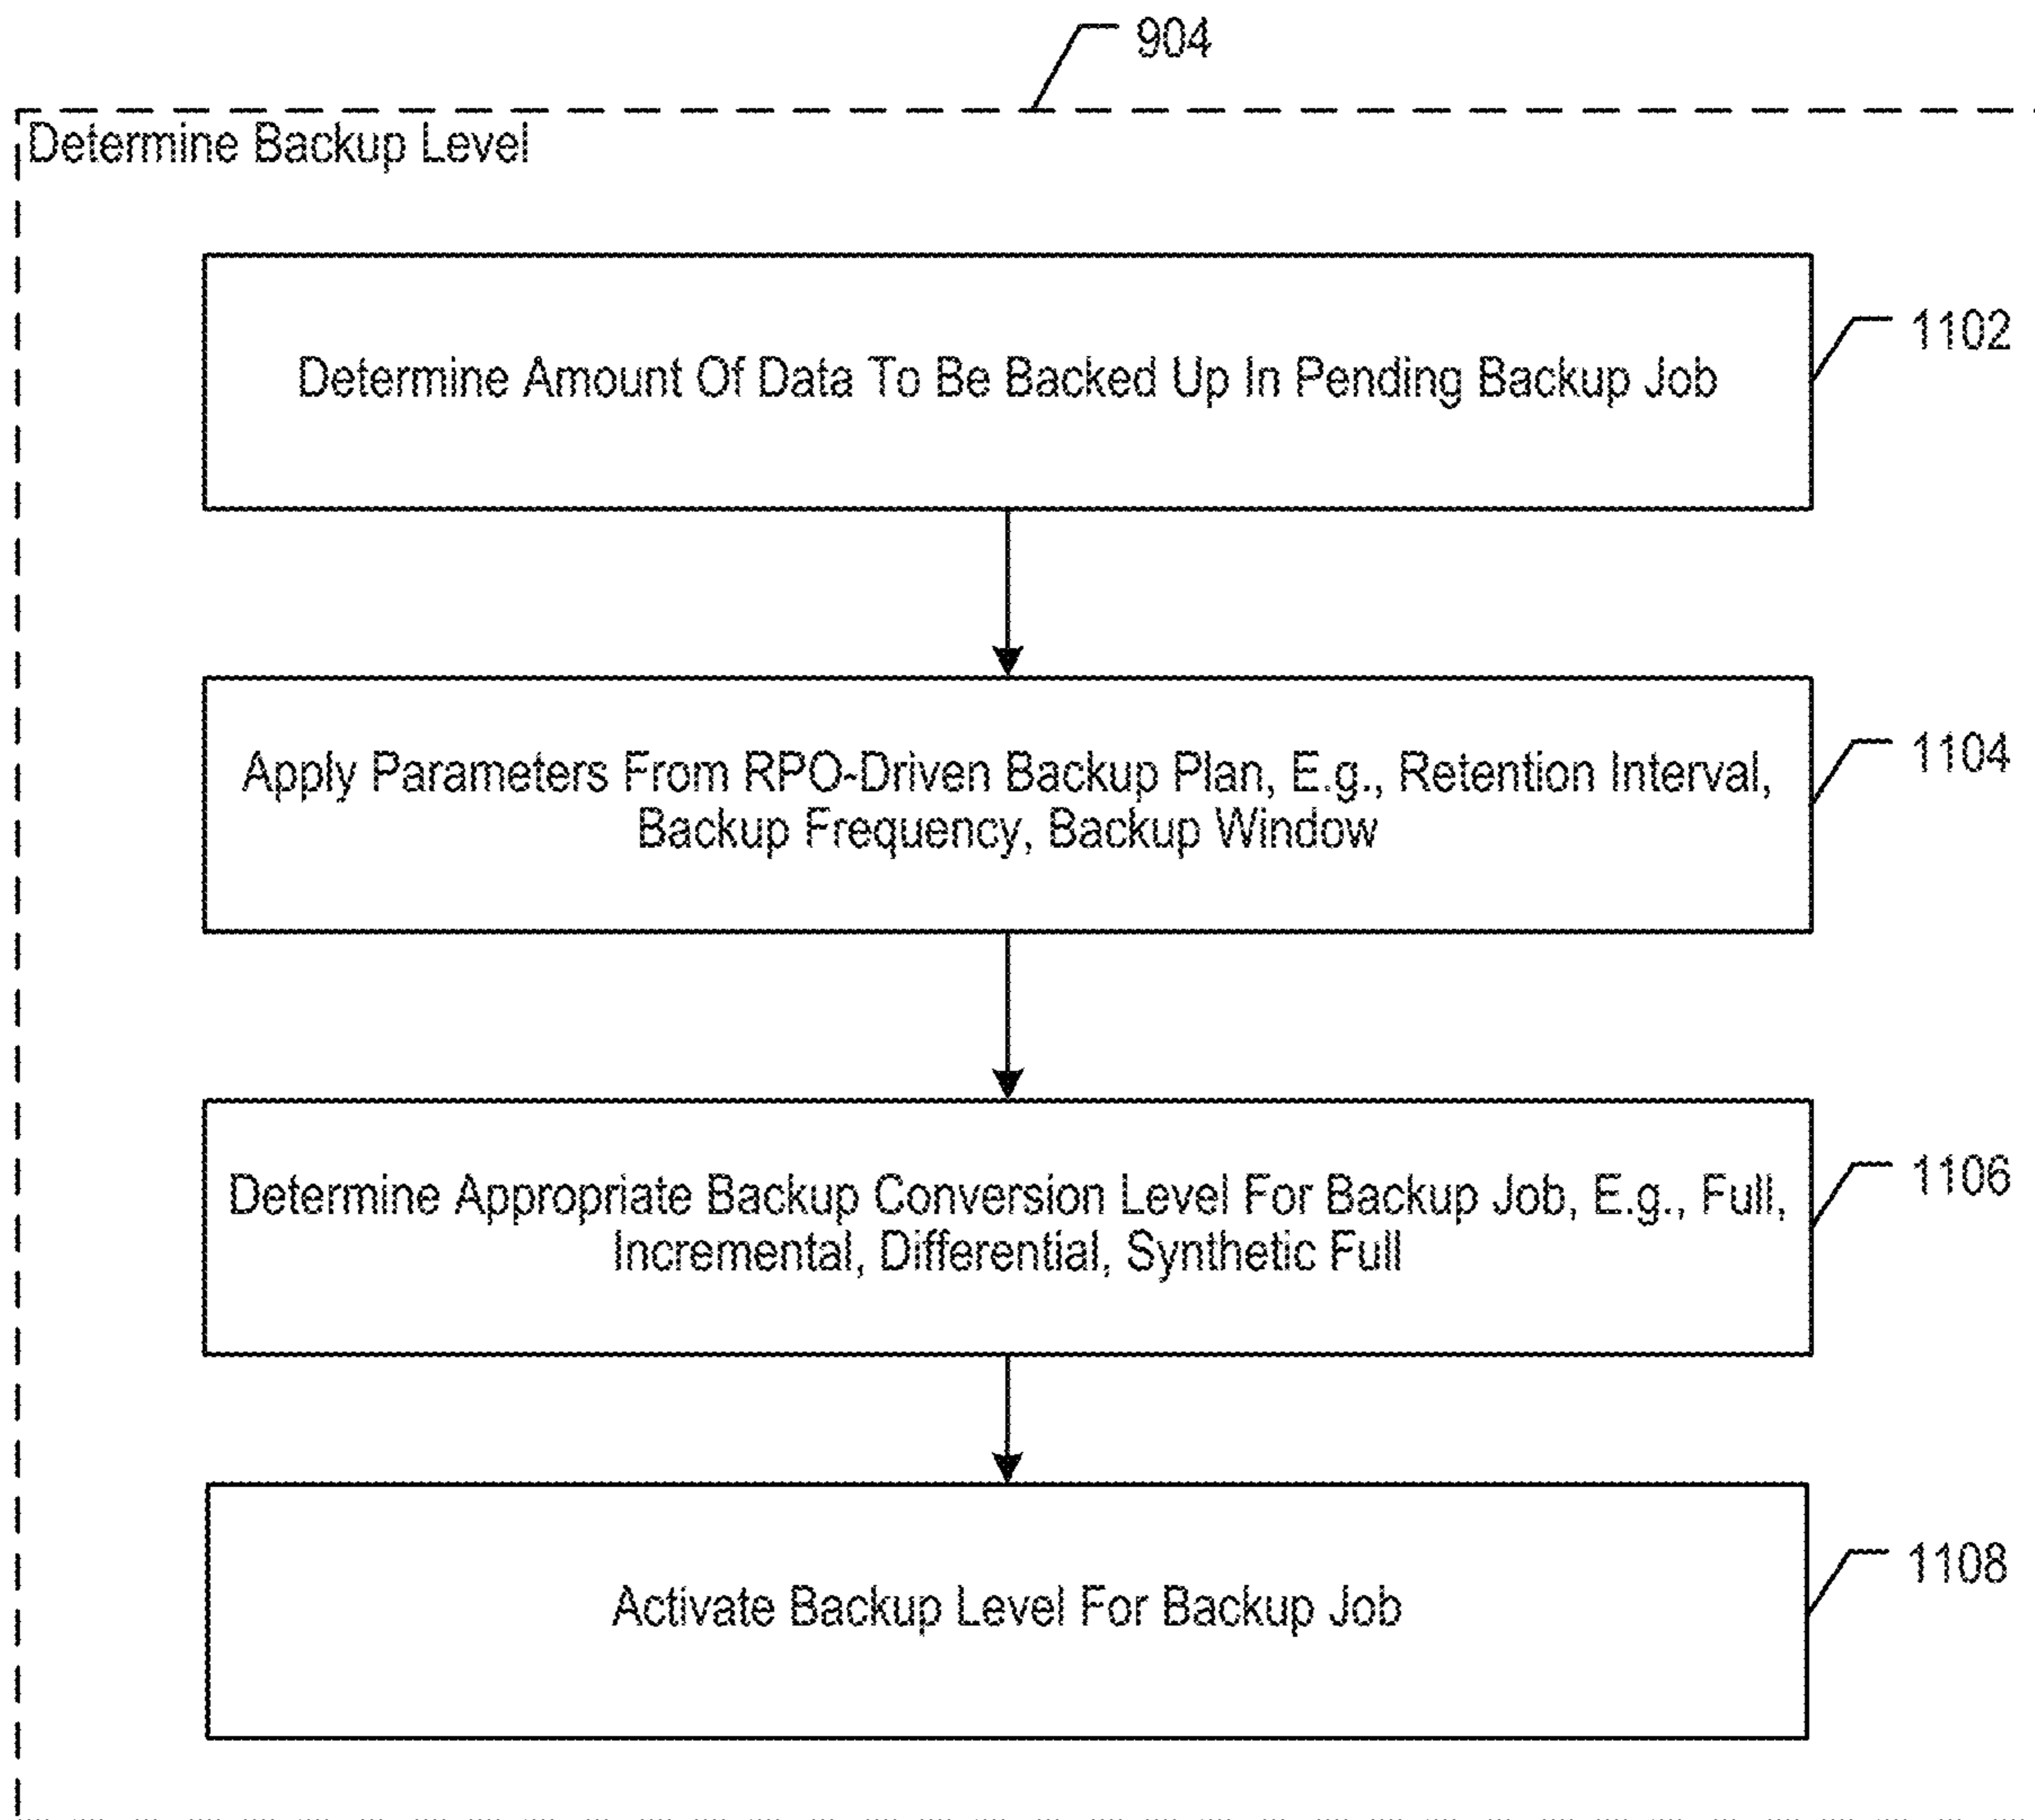 904
Determine Backup Level
Determine Amount Of Data To Be Backed Up In Pending Backup Job
1102
Apply Parameters From RPO-Driven Backup Plan, E.g., Retention Interval,
Backup Frequency, Backup Window
1104
Determine Appropriate Backup Conversion Level For Backup Job, E.g., Full,
Incremental, Differential, Synthetic Full
1106
Activate Backup Level For Backup Job
1108